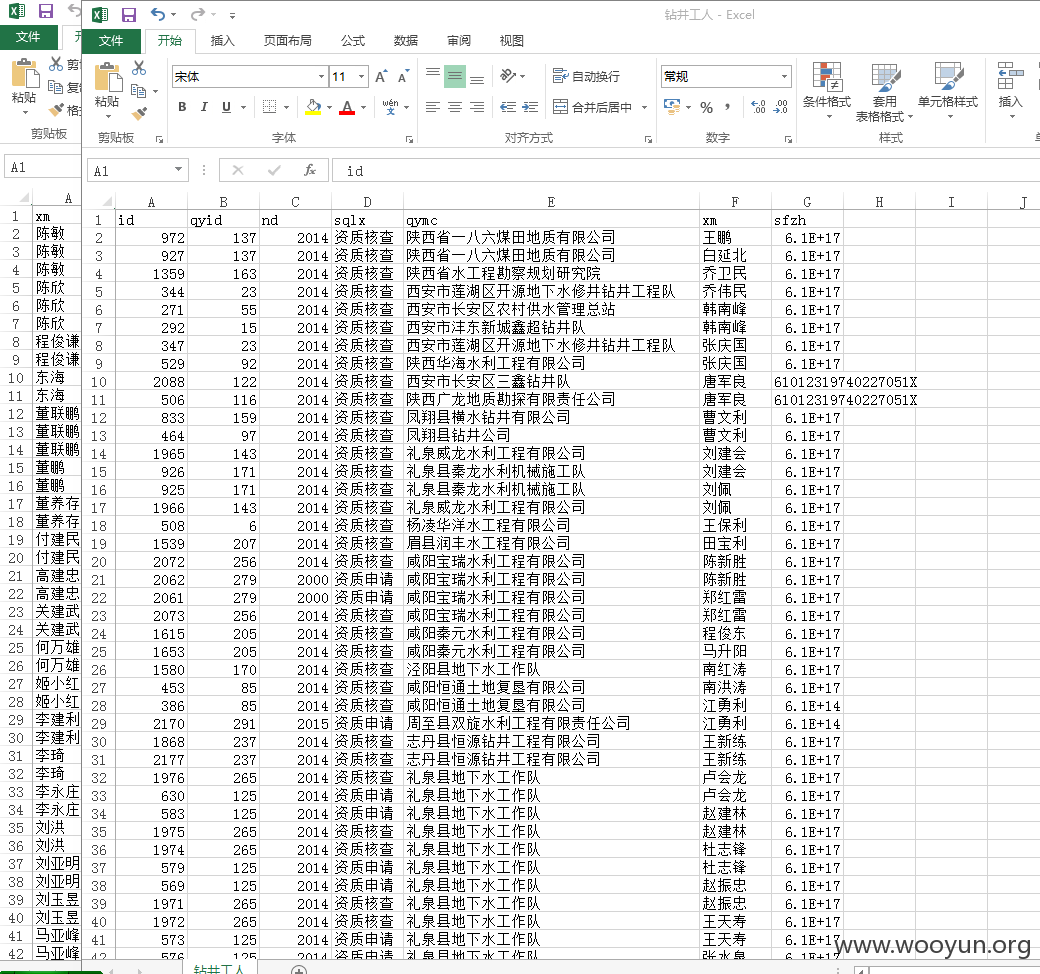 钻井工人 - Excel
文件 开始 插入 页面布局 公式 数据 审阅 视图
粘贴 剪贴板
宋体 11 字体
自动换行 合并后居中 对齐方式
常规 数字
条件格式 套用表格格式 单元格样式 样式
插入
A1 id
A1
A
1 xm
2 陈敏
3 陈敏
4 陈敏
5 陈欣
6 陈欣
7 陈欣
8 程俊谦
9 程俊谦
10 东海
11 东海
12 董联鹏
13 董联鹏
14 董联鹏
15 董鹏
16 董鹏
17 董养存
18 董养存
19 付建民
20 付建民
21 高建忠
22 高建忠
23 关建武
24 关建武
25 何万雄
26 何万雄
27 姬小红
28 姬小红
29 李建利
30 李建利
31 李琦
32 李琦
33 李永庄
34 李永庄
35 刘洪
36 刘洪
37 刘亚明
38 刘亚明
39 刘玉昱
40 刘玉昱
41 马亚峰
42 马亚峰
A B C D E F G H I J
1 id qyid nd sqlx qymc xm sfzh
2 972 137 2014 资质核查 陕西省一八六煤田地质有限公司 王鹏 6.1E+17
3 927 137 2014 资质核查 陕西省一八六煤田地质有限公司 白延北 6.1E+17
4 1359 163 2014 资质核查 陕西省水工程勘察规划研究院 乔卫民 6.1E+17
5 344 23 2014 资质核查 西安市莲湖区开源地下水修井钻井工程队 乔伟民 6.1E+17
6 271 55 2014 资质核查 西安市长安区农村供水管理总站 韩南峰 6.1E+17
7 292 15 2014 资质核查 西安市沣东新城鑫超钻井队 韩南峰 6.1E+17
8 347 23 2014 资质核查 西安市莲湖区开源地下水修井钻井工程队 张庆国 6.1E+17
9 529 92 2014 资质核查 陕西华海水利工程有限公司 张庆国 6.1E+17
10 2088 122 2014 资质核查 西安市长安区三鑫钻井队 唐军良 61012319740227051X
11 506 116 2014 资质核查 陕西广龙地质勘探有限责任公司 唐军良 61012319740227051X
12 833 159 2014 资质核查 凤翔县横水钻井有限公司 曹文利 6.1E+17
13 464 97 2014 资质核查 凤翔县钻井公司 曹文利 6.1E+17
14 1965 143 2014 资质核查 礼泉威龙水利工程有限公司 刘建会 6.1E+17
15 926 171 2014 资质核查 礼泉县秦龙水利机械施工队 刘建会 6.1E+17
16 925 171 2014 资质核查 礼泉县秦龙水利机械施工队 刘佩 6.1E+17
17 1966 143 2014 资质核查 礼泉威龙水利工程有限公司 刘佩 6.1E+17
18 508 6 2014 资质核查 杨凌华洋水工程有限公司 王保利 6.1E+17
19 1539 207 2014 资质核查 眉县润丰水工程有限公司 田宝利 6.1E+17
20 2072 256 2014 资质核查 咸阳宝瑞水利工程有限公司 陈新胜 6.1E+17
21 2062 279 2000 资质申请 咸阳宝瑞水利工程有限公司 陈新胜 6.1E+17
22 2061 279 2000 资质申请 咸阳宝瑞水利工程有限公司 郑红雷 6.1E+17
23 2073 256 2014 资质核查 咸阳宝瑞水利工程有限公司 郑红雷 6.1E+17
24 1615 205 2014 资质核查 咸阳秦元水利工程有限公司 程俊东 6.1E+17
25 1653 205 2014 资质核查 咸阳秦元水利工程有限公司 马升阳 6.1E+17
26 1580 170 2014 资质核查 泾阳县地下水工作队 南红涛 6.1E+17
27 453 85 2014 资质核查 咸阳恒通土地复垦有限公司 南洪涛 6.1E+17
28 386 85 2014 资质核查 咸阳恒通土地复垦有限公司 江勇利 6.1E+14
29 2170 291 2015 资质申请 周至县双旋水利工程有限责任公司 江勇利 6.1E+14
30 1868 237 2014 资质核查 志丹县恒源钻井工程有限公司 王新练 6.1E+17
31 2177 237 2014 资质核查 志丹县恒源钻井工程有限公司 王新练 6.1E+17
32 1976 265 2014 资质核查 礼泉县地下水工作队 卢会龙 6.1E+17
33 630 125 2014 资质申请 礼泉县地下水工作队 卢会龙 6.1E+17
34 583 125 2014 资质申请 礼泉县地下水工作队 赵建林 6.1E+17
35 1975 265 2014 资质核查 礼泉县地下水工作队 赵建林 6.1E+17
36 1974 265 2014 资质核查 礼泉县地下水工作队 杜志锋 6.1E+17
37 579 125 2014 资质申请 礼泉县地下水工作队 杜志锋 6.1E+17
38 569 125 2014 资质申请 礼泉县地下水工作队 赵振忠 6.1E+17
39 1971 265 2014 资质核查 礼泉县地下水工作队 赵振忠 6.1E+17
40 1972 265 2014 资质核查 礼泉县地下水工作队 王天寿 6.1E+17
41 573 125 2014 资质申请 礼泉县地下水工作队 王天寿 6.1E+17
42 576 125 2014 资质申请 礼泉县地下水工作队
钻井工人
www.wooyun.org